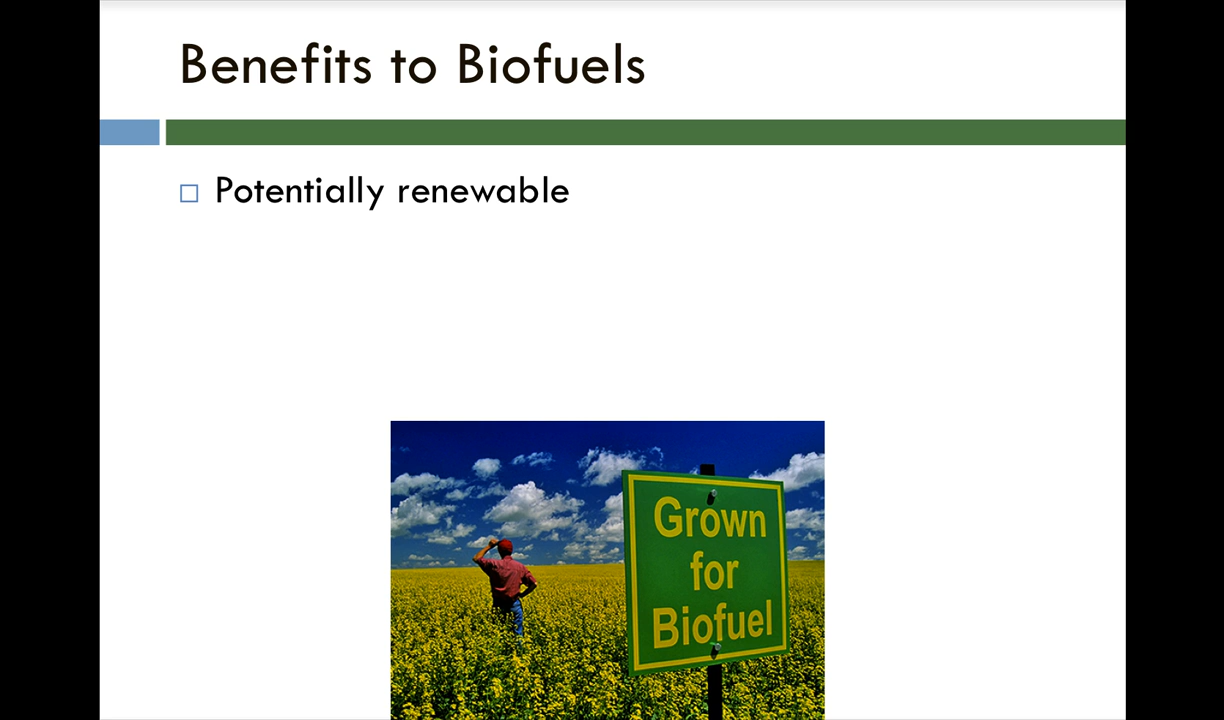 Benefits to Biofuels
Potentially renewable
Grown
for
Biofuel